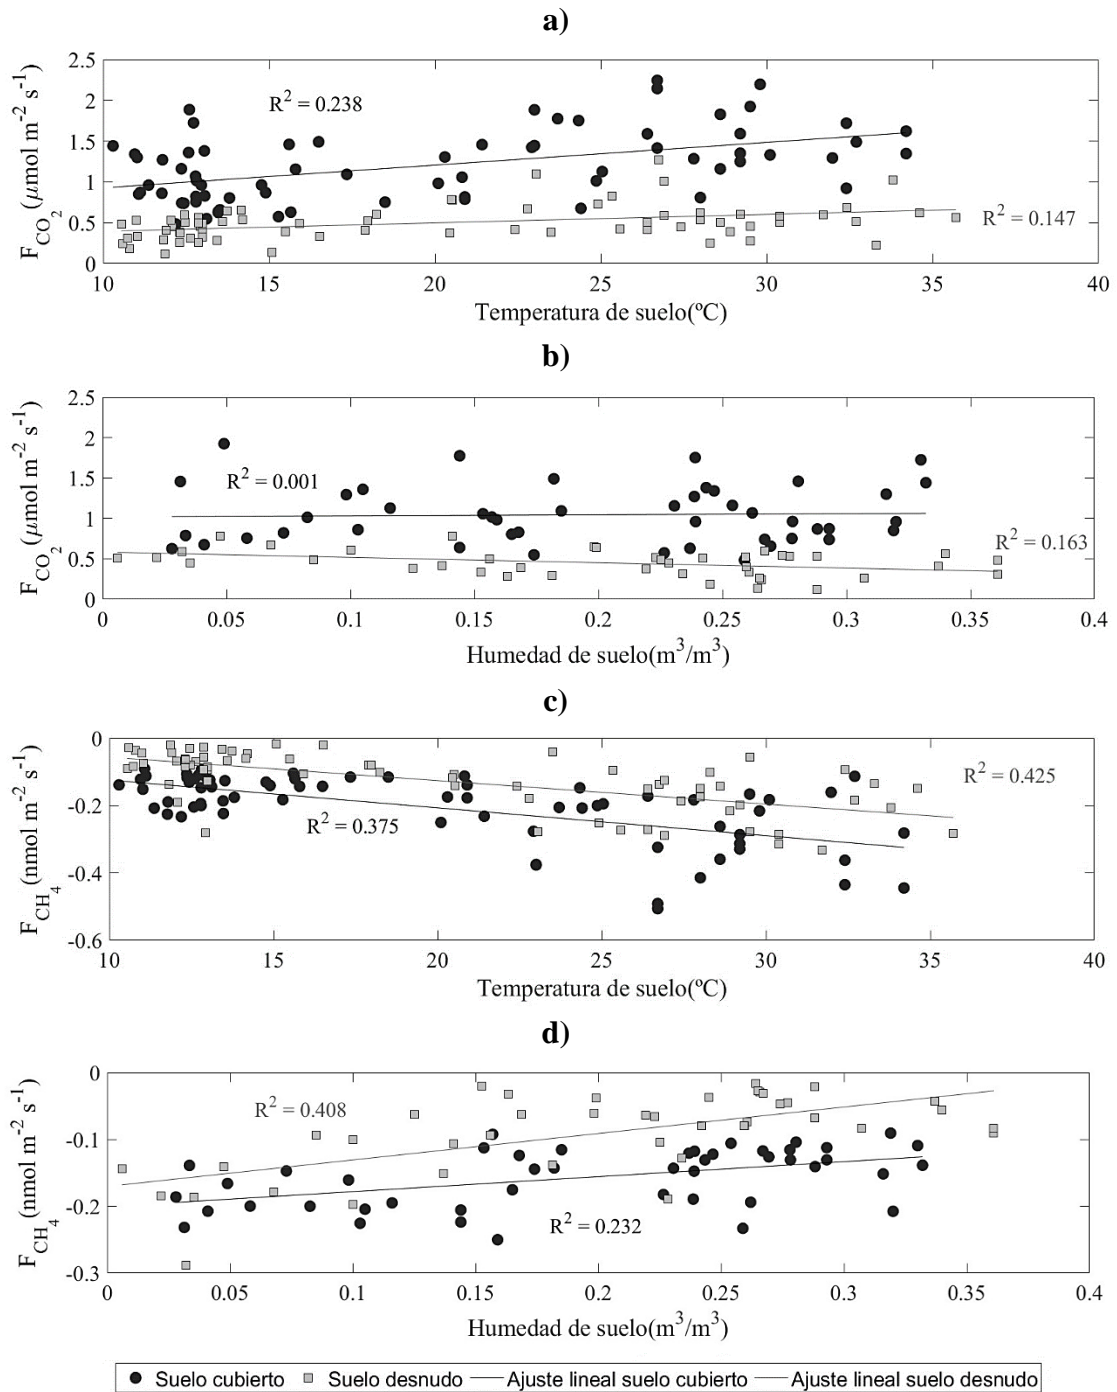 a)
2.5
2
1.5
1
0.5
0
F_CO_2 (μmol m^-2 s^-1)
R^2 = 0.238
R^2 = 0.147
10 15 20 25 30 35 40
Temperatura de suelo(ºC)
b)
2.5
2
1.5
1
0.5
0
F_CO_2 (μmol m^-2 s^-1)
R^2 = 0.001
R^2 = 0.163
0 0.05 0.1 0.15 0.2 0.25 0.3 0.35 0.4
Humedad de suelo(m^3/m^3)
c)
0
-0.2
-0.4
-0.6
F_CH_4 (nmol m^-2 s^-1)
R^2 = 0.425
R^2 = 0.375
10 15 20 25 30 35 40
Temperatura de suelo(ºC)
d)
0
-0.1
-0.2
-0.3
F_CH_4 (nmol m^-2 s^-1)
R^2 = 0.408
R^2 = 0.232
0 0.05 0.1 0.15 0.2 0.25 0.3 0.35 0.4
Humedad de suelo(m^3/m^3)
Suelo cubierto Suelo desnudo Ajuste lineal suelo cubierto Ajuste lineal suelo desnudo